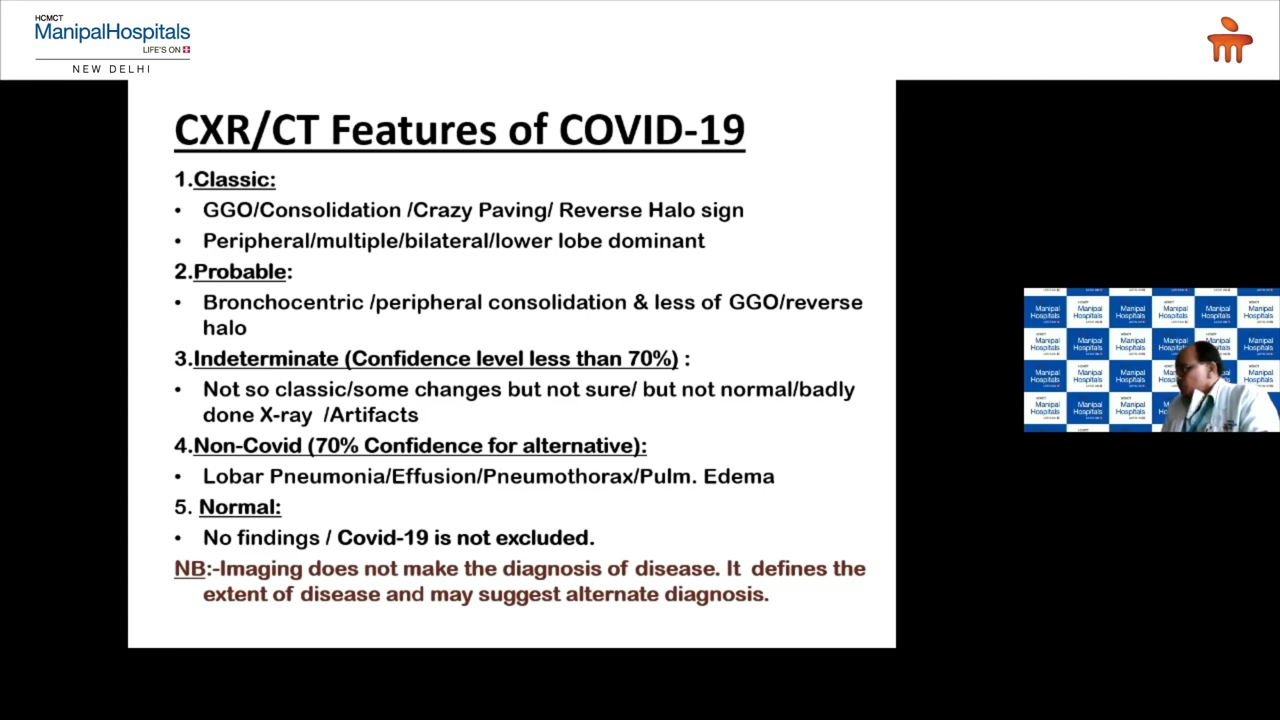 HCMCT
ManipalHospitals
LIFE'S ON
NEW DELHI
CXR/CT Features of COVID-19
1.Classic:
• GGO/Consolidation /Crazy Paving/ Reverse Halo sign
• Peripheral/multiple/bilateral/lower lobe dominant
2.Probable:
• Bronchocentric /peripheral consolidation & less of GGO/reverse
halo
3.Indeterminate (Confidence level less than 70%) :
• Not so classic/some changes but not sure/ but not normal/badly
done X-ray /Artifacts
4.Non-Covid (70% Confidence for alternative):
• Lobar Pneumonia/Effusion/Pneumothorax/Pulm. Edema
5. Normal:
• No findings / Covid-19 is not excluded.
NB:-Imaging does not make the diagnosis of disease. It defines the
extent of disease and may suggest alternate diagnosis.
Manipal
Hospitals